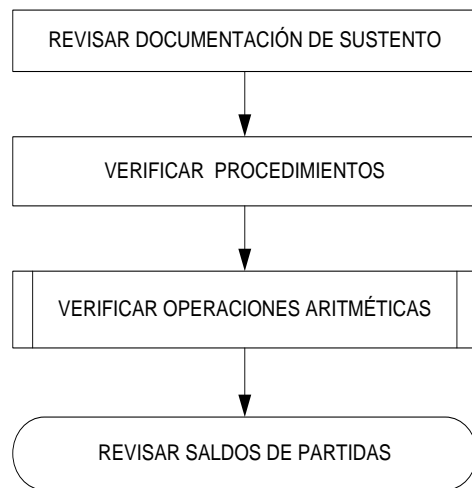 REVISAR DOCUMENTACIÓN DE SUSTENTO
VERIFICAR PROCEDIMIENTOS
VERIFICAR OPERACIONES ARITMÉTICAS
REVISAR SALDOS DE PARTIDAS